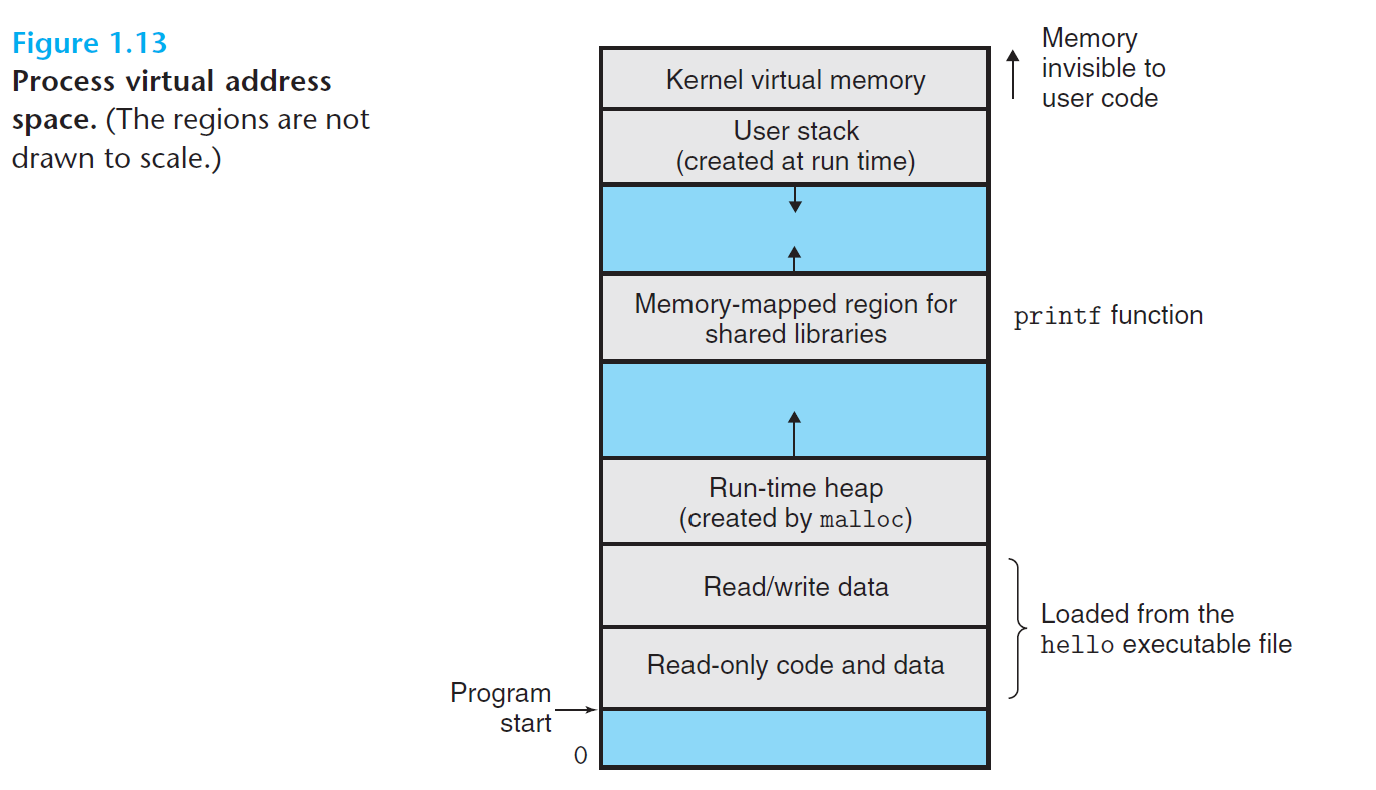 Figure 1.13
Process virtual address
space. (The regions are not
drawn to scale.)
Kernel virtual memory
Memory
invisible to
user code
User stack
(created at run time)
Memory-mapped region for
shared libraries
printf function
Run-time heap
(created by malloc)
Read/write data
Read-only code and data
Loaded from the
hello executable file
Program
start
0